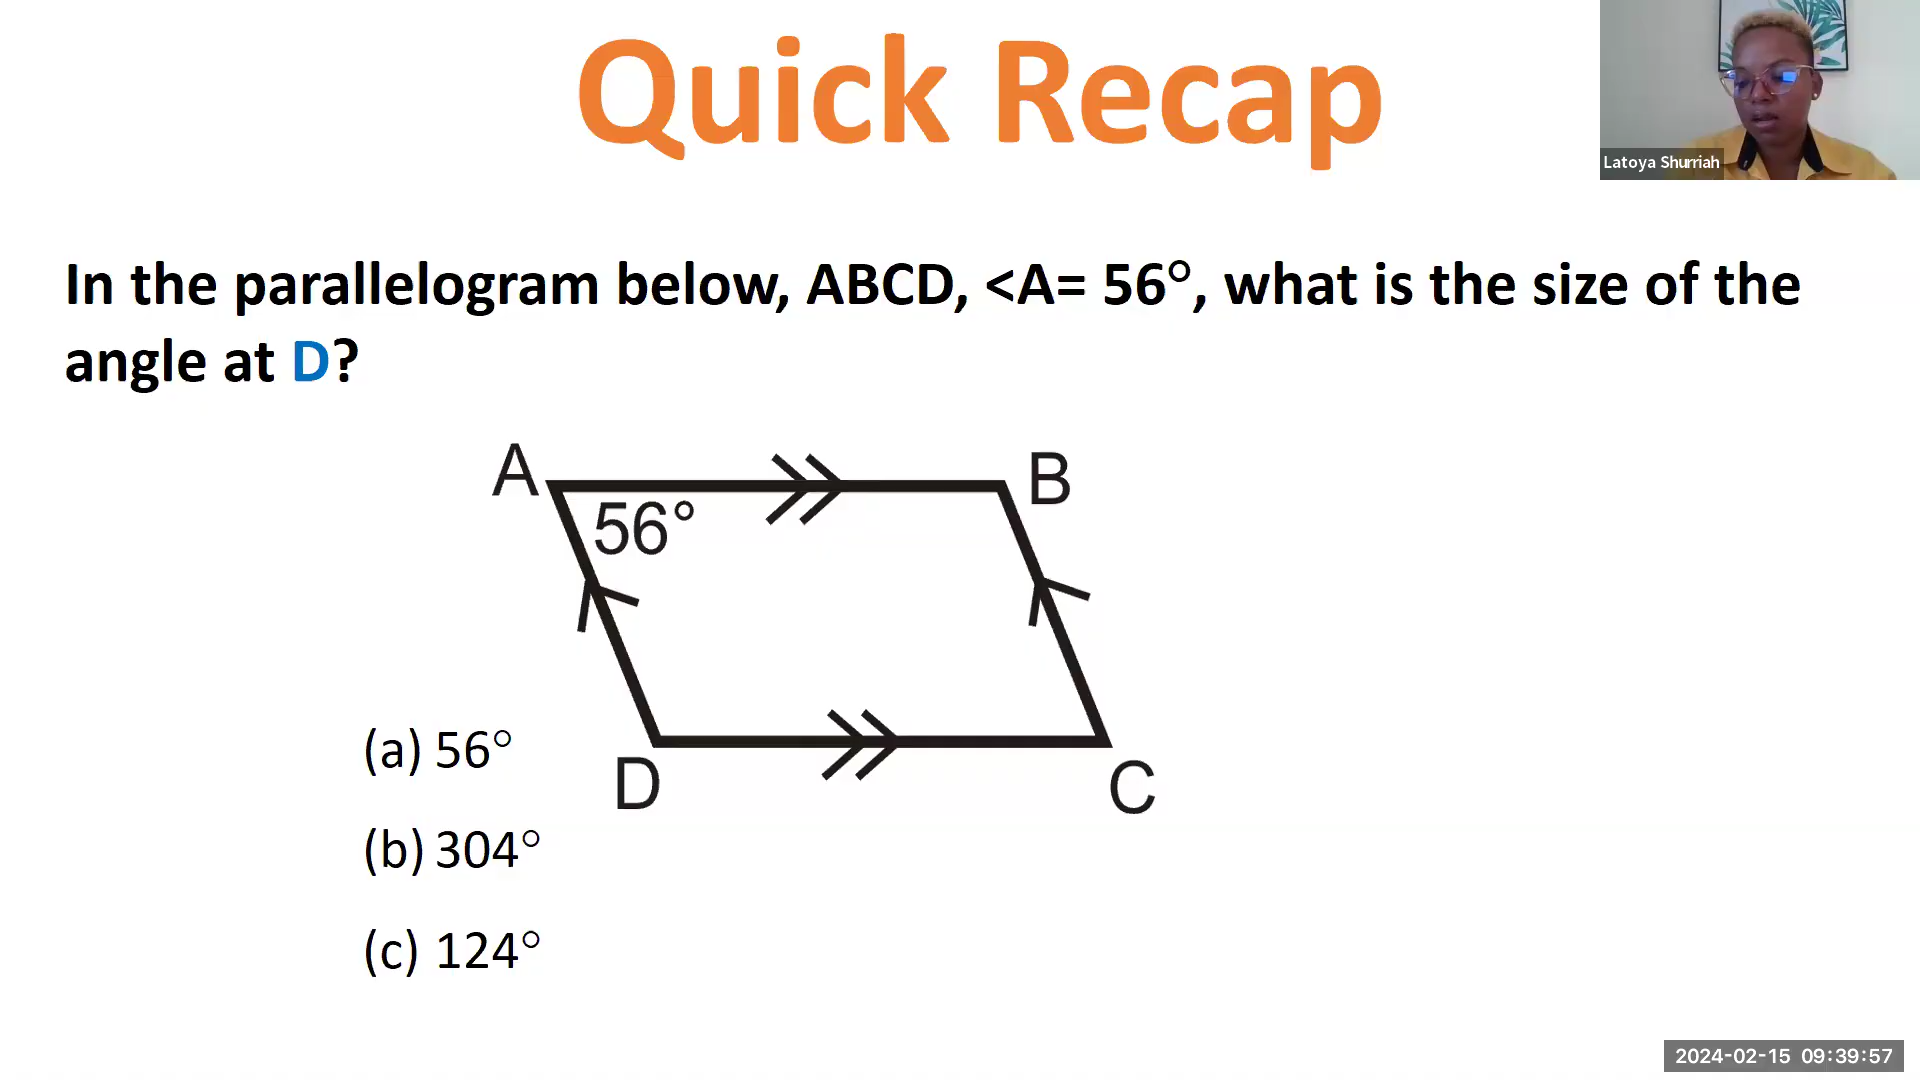 Quick Recap
Latoya Shurriah
In the parallelogram below, ABCD, <A= 56°, what is the size of the
angle at D?
A
B
56°
(a) 56°
D
C
(b) 304°
(c) 124°
2024-02-15 09:39:57